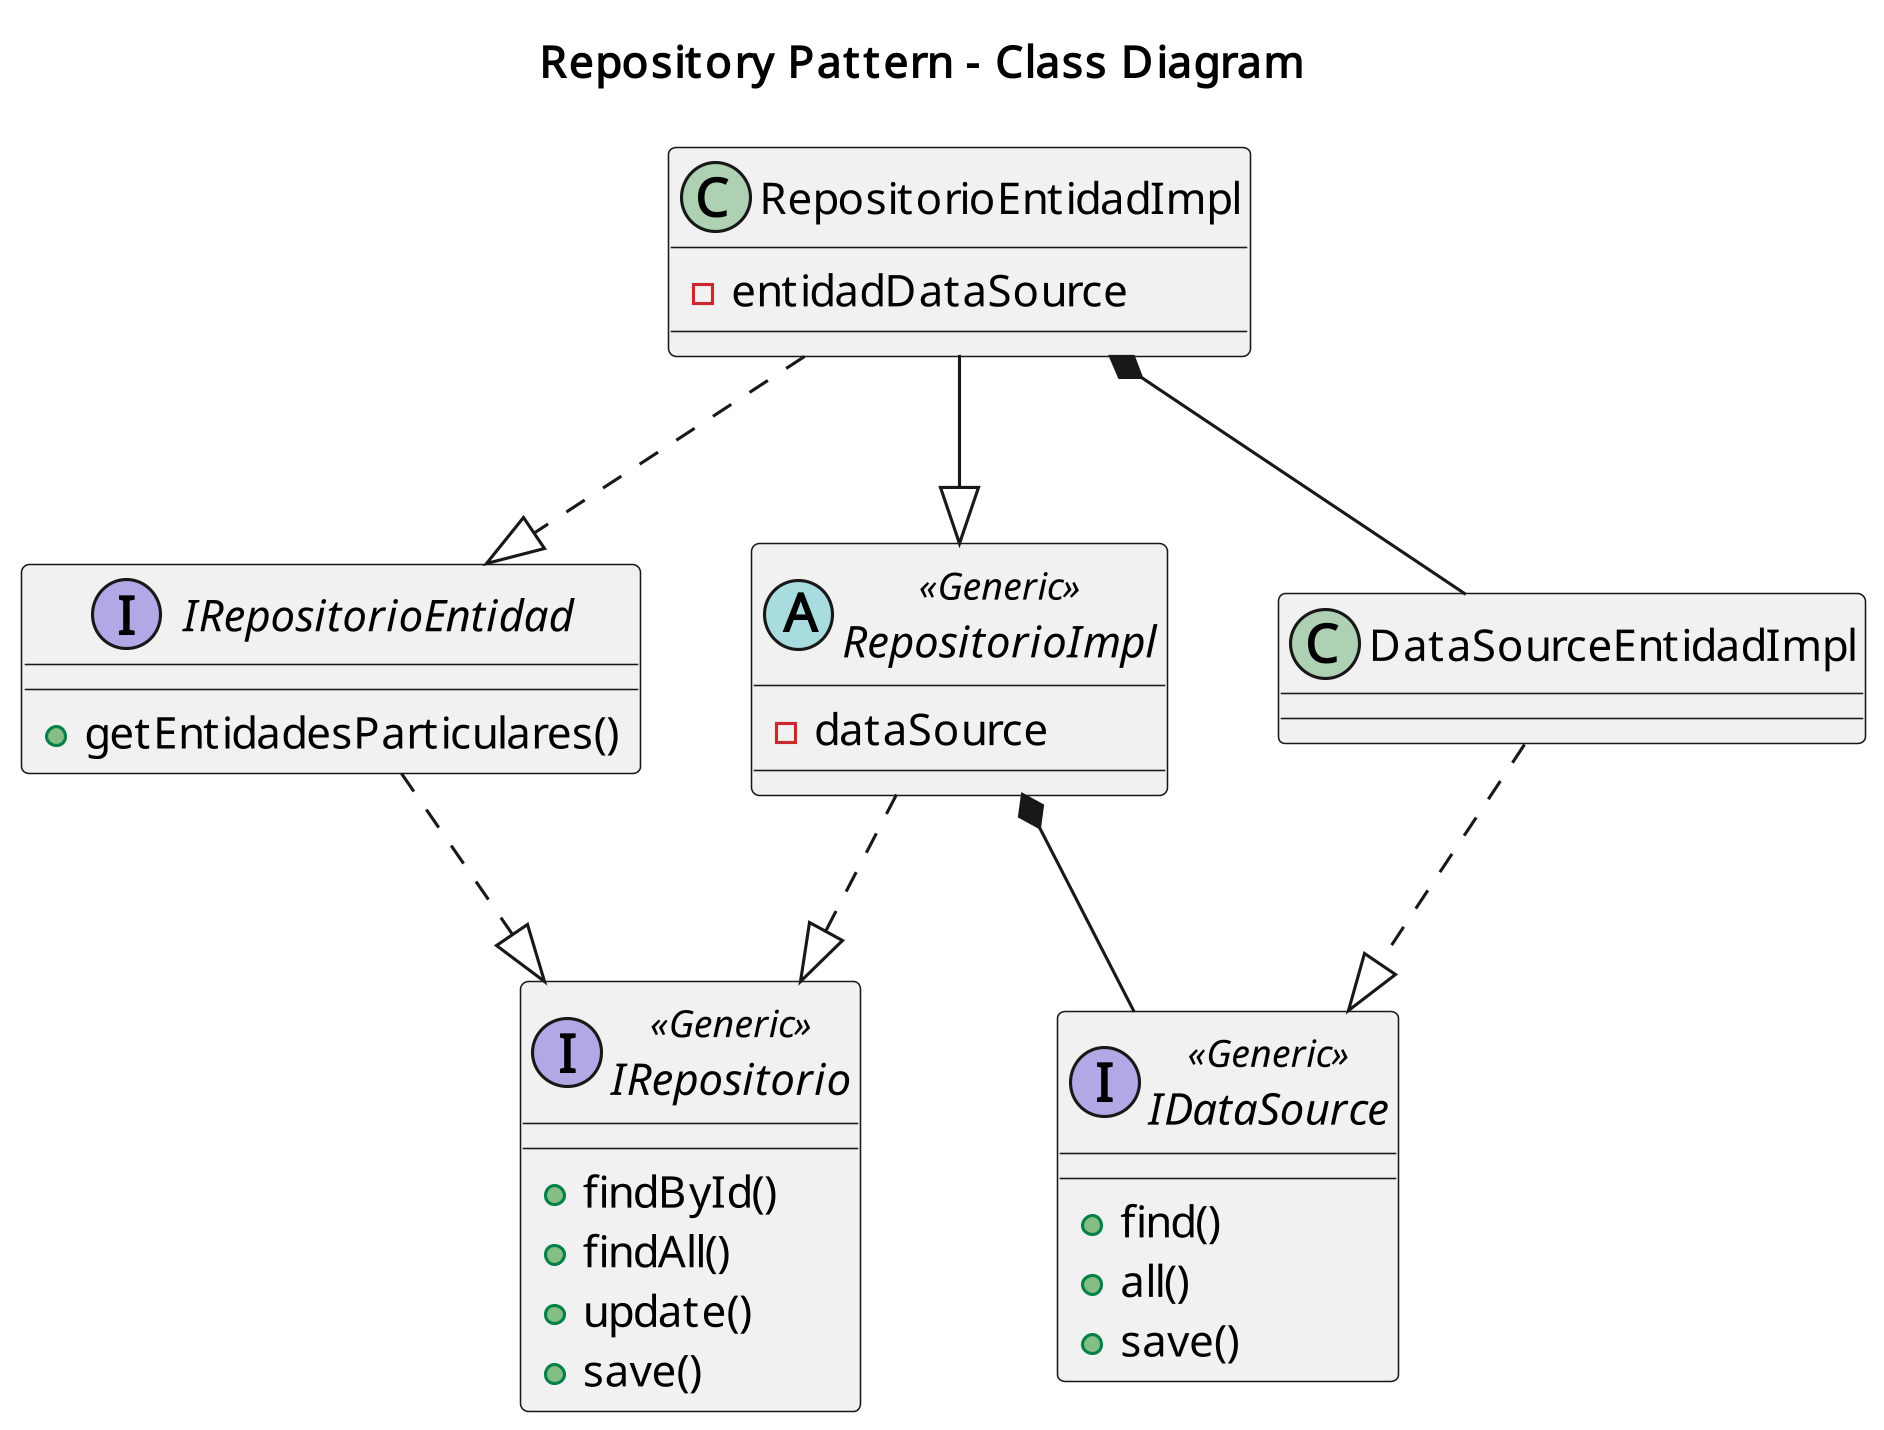 Repository Pattern - Class Diagram
C RepositorioEntidadImpl
entidadDataSource
I IRepositorioEntidad
getEntidadesParticulares()
«Generic»
A RepositorioImpl
dataSource
C DataSourceEntidadImpl
«Generic»
I IRepositorio
findById()
findAll()
update()
save()
«Generic»
I IDataSource
find()
all()
save()